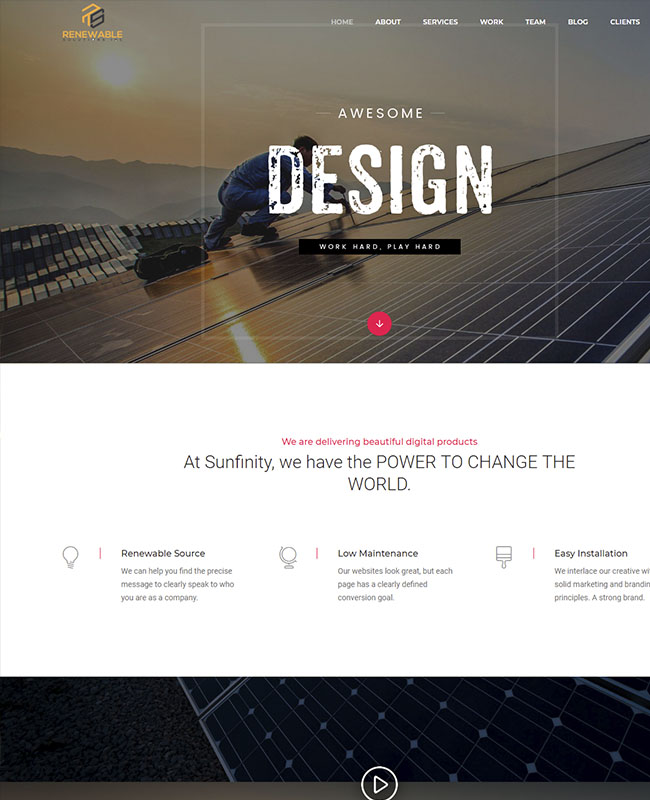 RENEWABLE
HOME ABOUT SERVICES WORK TEAM BLOG CLIENTS
AWESOME
DESIGN
WORK HARD, PLAY HARD
We are delivering beautiful digital products
At Sunfinity, we have the POWER TO CHANGE THE
WORLD.
Renewable Source
We can help you find the precise
message to clearly speak to who
you are as a company.
Low Maintenance
Our websites look great, but each
page has a clearly defined
conversion goal.
Easy Installation
We interlace our creative wi
solid marketing and brandin
principles. A strong brand.